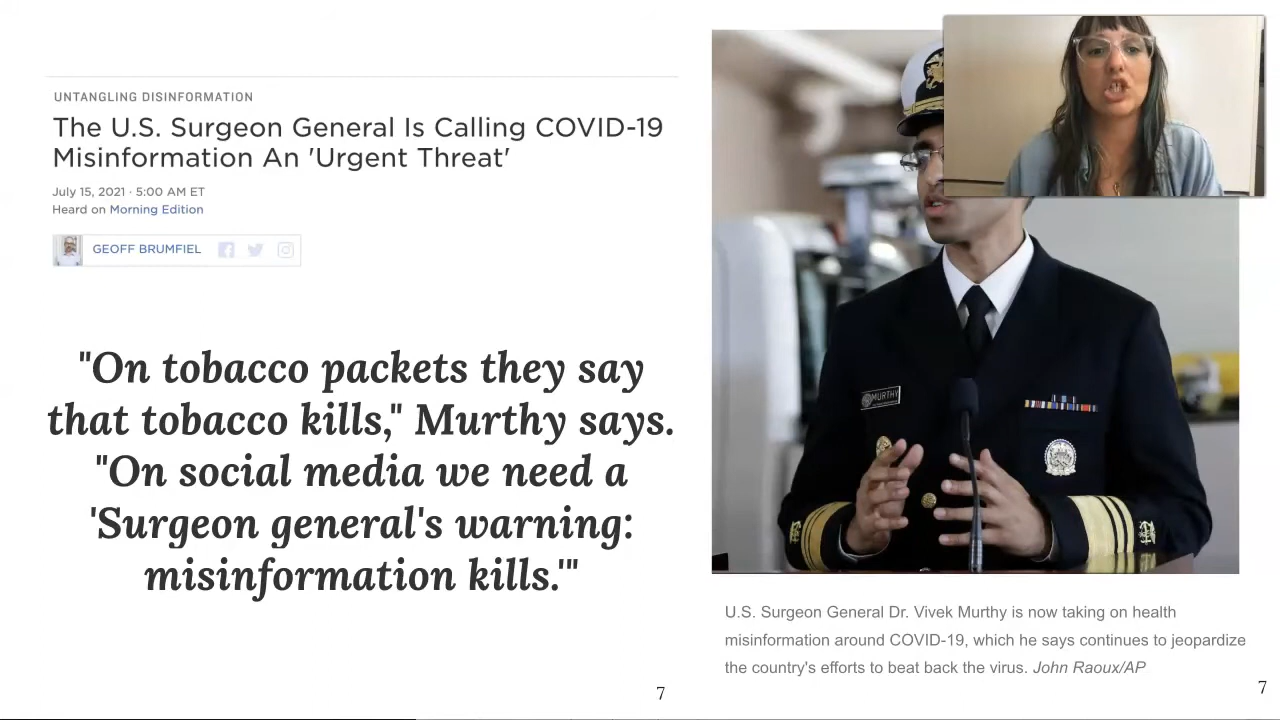 UNTANGLING DISINFORMATION
The U.S. Surgeon General Is Calling COVID-19
Misinformation An 'Urgent Threat'
July 15, 2021 · 5:00 AM ET
Heard on Morning Edition
GEOFF BRUMFIEL
"On tobacco packets they say
that tobacco kills," Murthy says.
"On social media we need a
'Surgeon general's warning:
misinformation kills.'"
7
MURTHY
U.S. Surgeon General Dr. Vivek Murthy is now taking on health
misinformation around COVID-19, which he says continues to jeopardize
the country's efforts to beat back the virus. John Raoux/AP
7